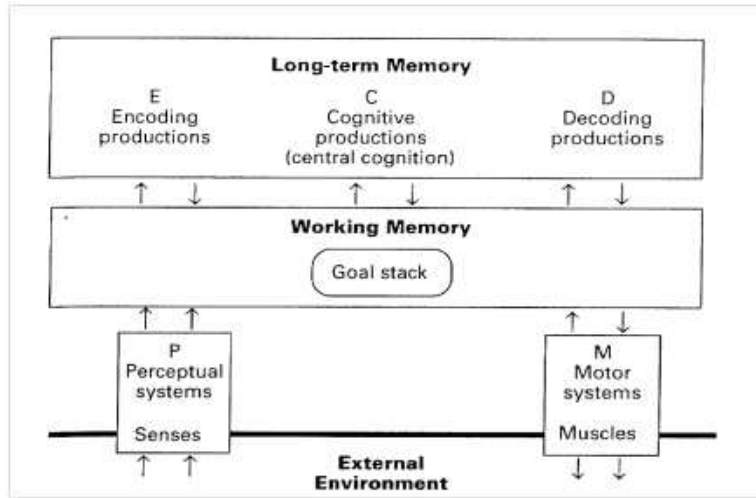 Long-term Memory
E
Encoding
productions
C
Cognitive
productions
(central cognition)
D
Decoding
productions
Working Memory
Goal stack
P
Perceptual
systems
Senses
M
Motor
systems
Muscles
External
Environment